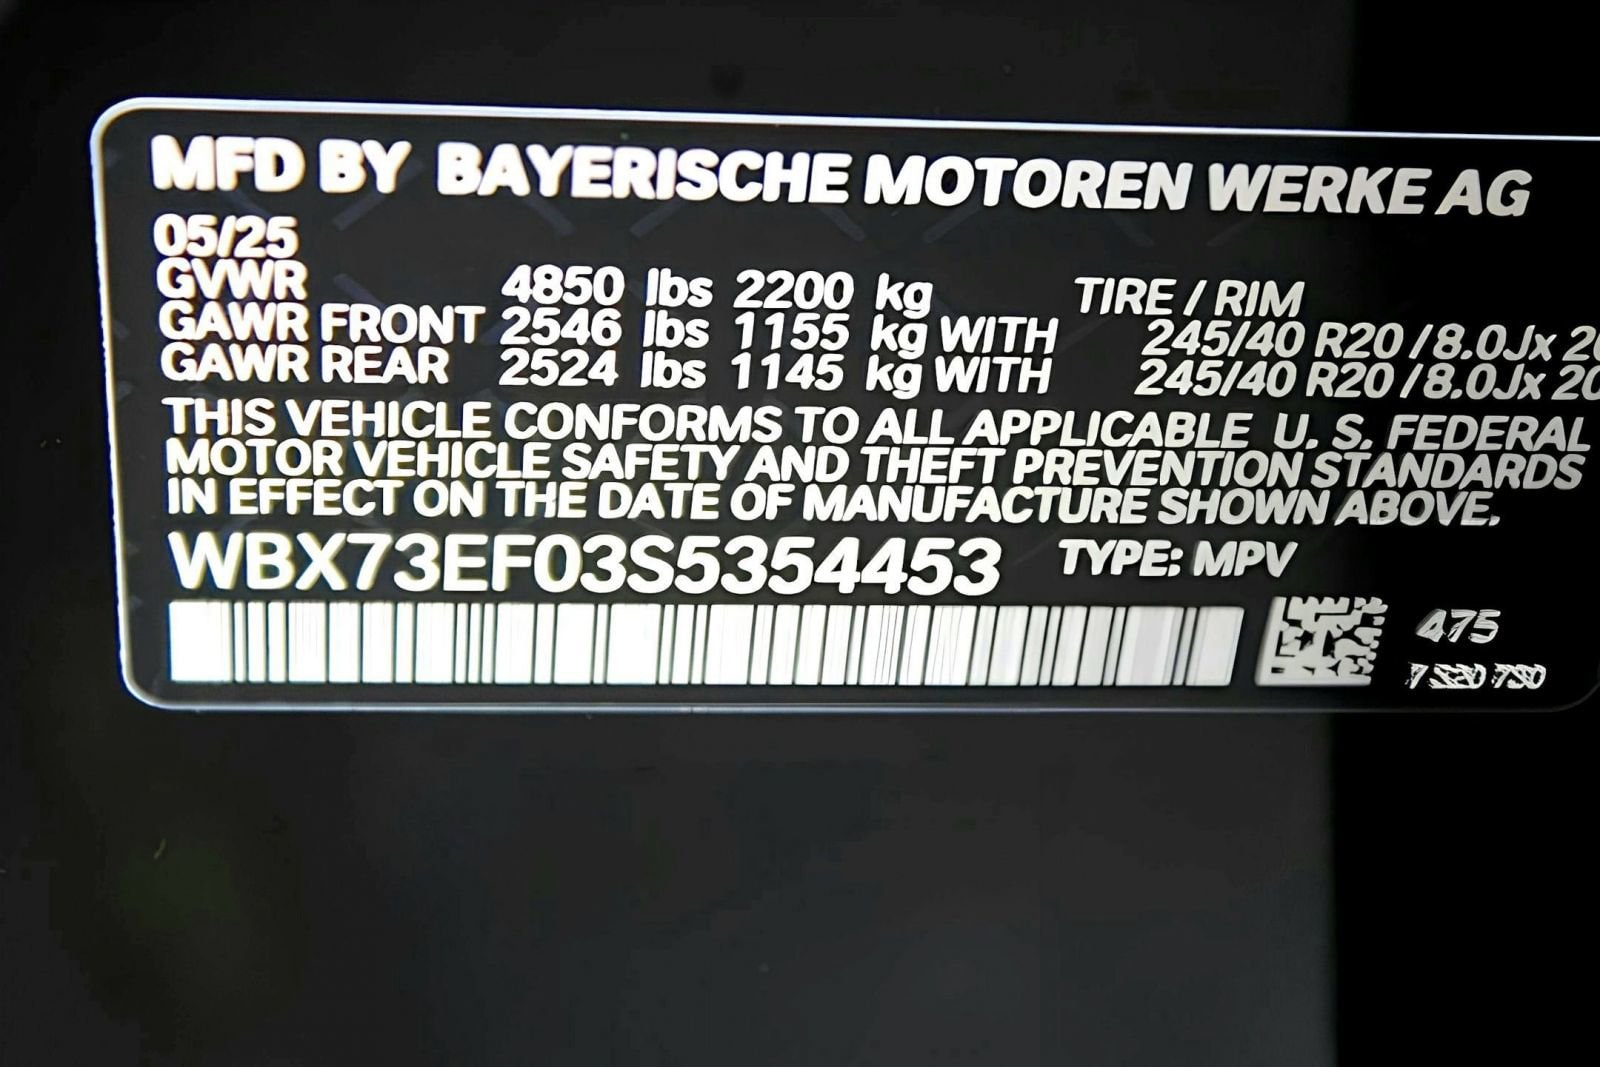 MFD BY BAYERISCHE MOTOREN WERKE AG
05/25
GVWR 4850 lbs 2200 kg TIRE / RIM
GAWR FRONT 2546 lbs 1155 kg WITH 245/40 R20 / 8.0Jx 20
GAWR REAR 2524 lbs 1145 kg WITH 245/40 R20 / 8.0Jx 20
THIS VEHICLE CONFORMS TO ALL APPLICABLE U. S. FEDERAL
MOTOR VEHICLE SAFETY AND THEFT PREVENTION STANDARDS
IN EFFECT ON THE DATE OF MANUFACTURE SHOWN ABOVE.
WBX73EF03S5354453 TYPE: MPV
475